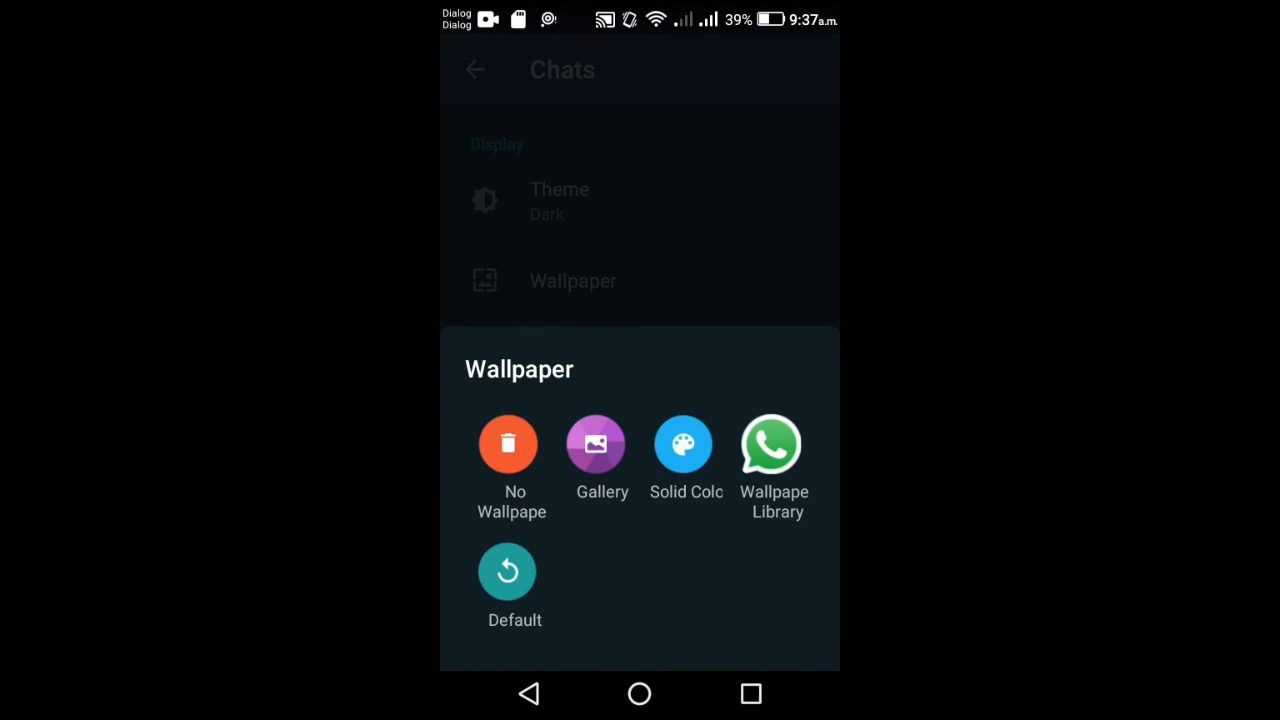 Dialog
Dialog
39% 9:37a.m.
Chats
Display
Theme
Dark
Wallpaper
Wallpaper
No Wallpape
Gallery
Solid Colo
Wallpape Library
Default